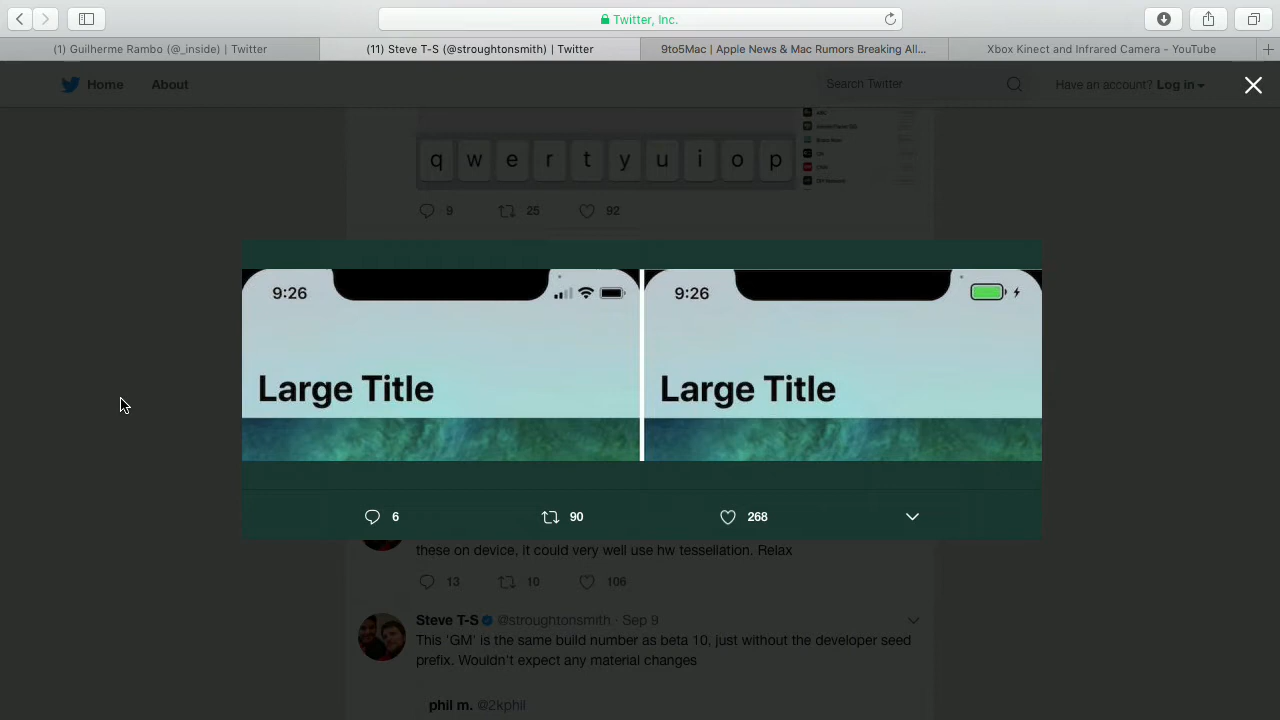 Twitter, Inc.
(1) Guilherme Rambo (@_inside) | Twitter
(11) Steve T-S (@stroughtonsmith) | Twitter
9to5Mac | Apple News & Mac Rumors Breaking All...
Xbox Kinect and Infrared Camera - YouTube
Home
About
Search Twitter
Have an account? Log in
q w e r t y u i o p
9
25
92
9:26
9:26
Large Title
Large Title
6
90
268
these on device, it could very well use hw tessellation. Relax
13
10
106
Steve T-S @stroughtonsmith · Sep 9
This 'GM' is the same build number as beta 10, just without the developer seed
prefix. Wouldn't expect any material changes
phil m. @2kphil